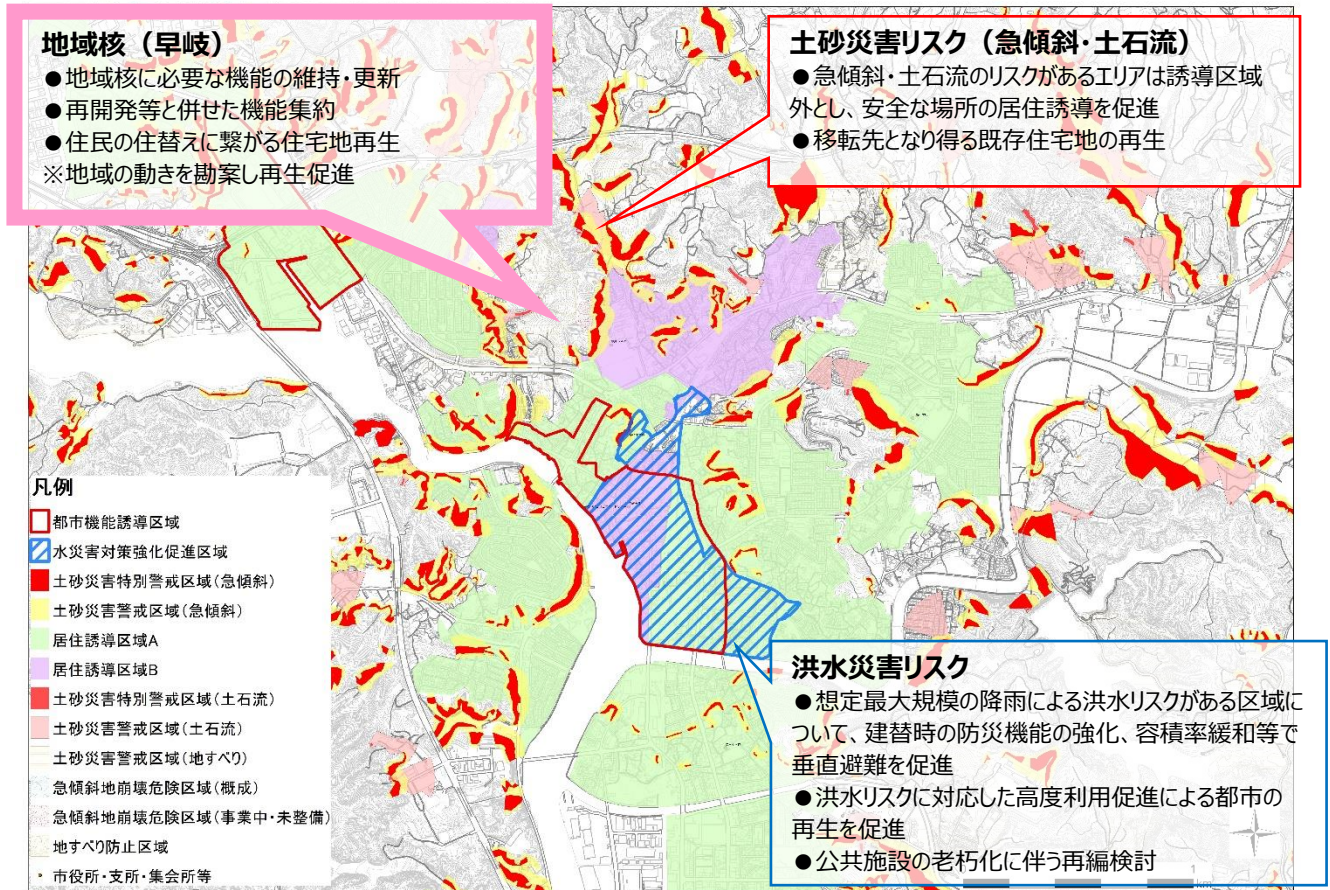 地域核（早岐）
●地域核に必要な機能の維持・更新
●再開発等と併せた機能集約
●住民の住替えに繋がる住宅地再生
※地域の動きを勘案し再生促進
土砂災害リスク（急傾斜・土石流）
●急傾斜・土石流のリスクがあるエリアは誘導区域
外とし、安全な場所の居住誘導を促進
●移転先となり得る既存住宅地の再生
凡例
都市機能誘導区域
水災害対策強化促進区域
土砂災害特別警戒区域(急傾斜)
土砂災害警戒区域(急傾斜)
居住誘導区域A
居住誘導区域B
土砂災害特別警戒区域(土石流)
土砂災害警戒区域(土石流)
土砂災害警戒区域(地すべり)
急傾斜地崩壊危険区域(概成)
急傾斜地崩壊危険区域(事業中・未整備)
地すべり防止区域
市役所・支所・集会所等
洪水災害リスク
●想定最大規模の降雨による洪水リスクがある区域に
ついて、建替時の防災機能の強化、容積率緩和等で
垂直避難を促進
●洪水リスクに対応した高度利用促進による都市の
再生を促進
●公共施設の老朽化に伴う再編検討
1
km